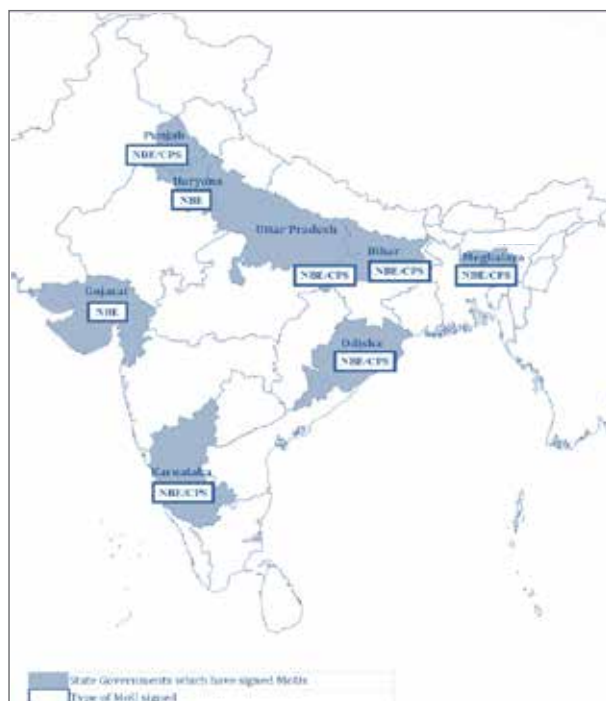 Punjab
NBE/CPS
Haryana
NBE
Uttar Pradesh
NBE/CPS
Bihar
NBE/CPS
Meghalaya
NBE/CPS
Gujarat
NBE
Odisha
NBE/CPS
Karnataka
NBE/CPS
State Governments which have signed MoUs
Type of MoU signed